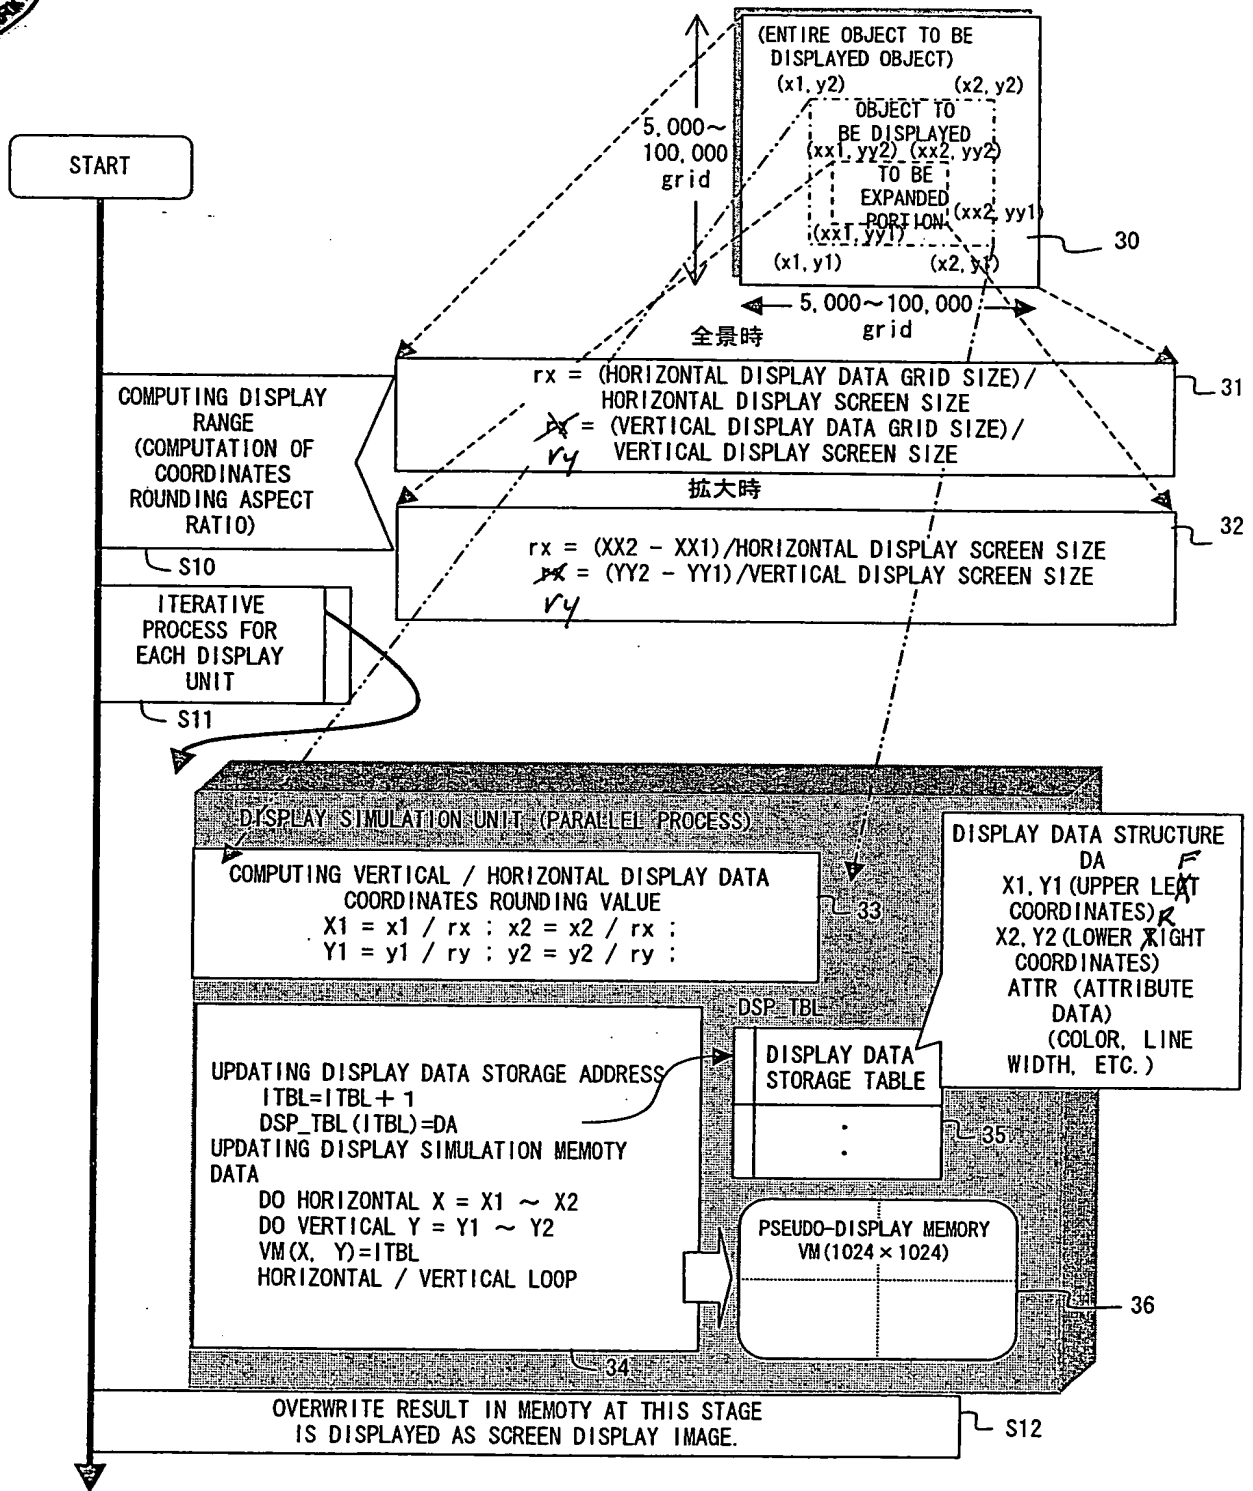 (ENTIRE OBJECT TO BE
DISPLAYED OBJECT)
(x1, y2) (x2, y2)
OBJECT TO
BE DISPLAYED
(xx1, yy2) (xx2, yy2)
TO BE
EXPANDED
PORTION
(xx2, yy1)
(xx1, yy1)
(x1, y1) (x2, y1)
30
5,000~
100,000
grid
5,000~100,000
grid
START
全景時
rx = (HORIZONTAL DISPLAY DATA GRID SIZE)/
HORIZONTAL DISPLAY SCREEN SIZE
rx = (VERTICAL DISPLAY DATA GRID SIZE)/
ry VERTICAL DISPLAY SCREEN SIZE
31
拡大時
rx = (XX2 - XX1)/HORIZONTAL DISPLAY SCREEN SIZE
rx = (YY2 - YY1)/VERTICAL DISPLAY SCREEN SIZE
ry
32
COMPUTING DISPLAY
RANGE
(COMPUTATION OF
COORDINATES
ROUNDING ASPECT
RATIO)
S10
ITERATIVE
PROCESS FOR
EACH DISPLAY
UNIT
S11
DISPLAY SIMULATION UNIT (PARALLEL PROCESS)
COMPUTING VERTICAL / HORIZONTAL DISPLAY DATA
COORDINATES ROUNDING VALUE
X1 = x1 / rx : x2 = x2 / rx :
Y1 = y1 / ry : y2 = y2 / ry :
33
DISPLAY DATA STRUCTURE
DA
F
X1, Y1 (UPPER LEAT
COORDINATES)
R
X2, Y2 (LOWER XIGHT
COORDINATES)
ATTR (ATTRIBUTE
DATA)
(COLOR, LINE
WIDTH, ETC.)
UPDATING DISPLAY DATA STORAGE ADDRESS
ITBL=ITBL+1
DSP_TBL(ITBL)=DA
UPDATING DISPLAY SIMULATION MEMOTY
DATA
DO HORIZONTAL X = X1 ~ X2
DO VERTICAL Y = Y1 ~ Y2
VM(X, Y)=ITBL
HORIZONTAL / VERTICAL LOOP
34
DSP_TBL
DISPLAY DATA
STORAGE TABLE
35
PSEUDO-DISPLAY MEMORY
VM(1024×1024)
36
OVERWRITE RESULT IN MEMOTY AT THIS STAGE
IS DISPLAYED AS SCREEN DISPLAY IMAGE.
S12